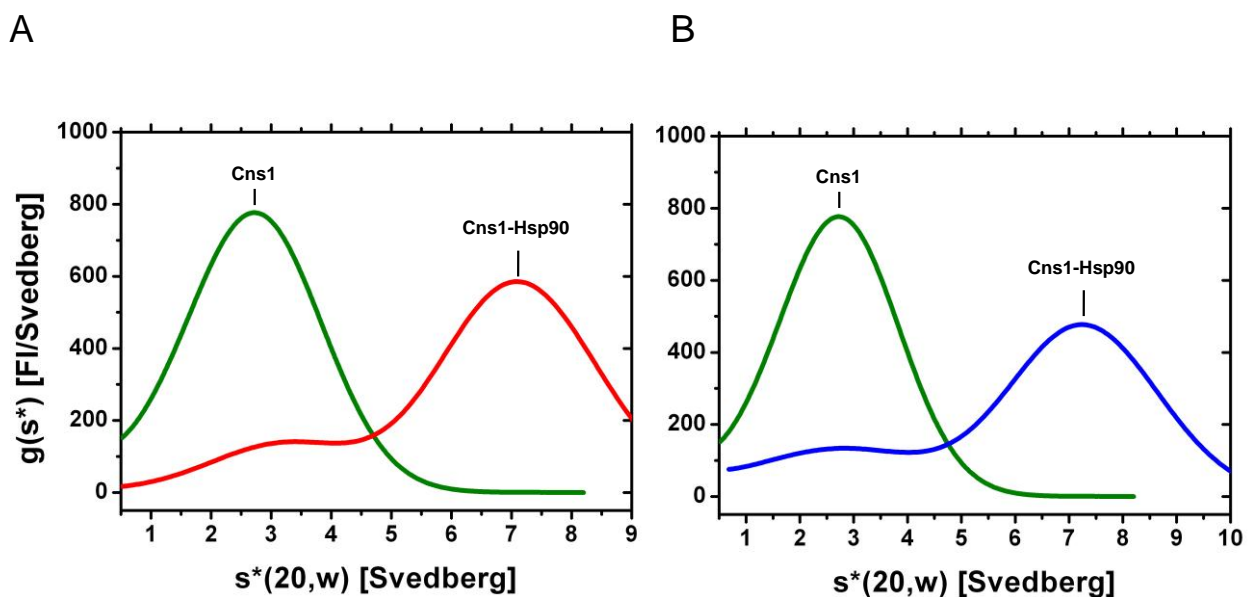 A
B
g(s*) [FI/Svedberg]
1000
800
600
400
200
0
Cns1
Cns1-Hsp90
1 2 3 4 5 6 7 8 9
s*(20,w) [Svedberg]
1000
800
600
400
200
0
Cns1
Cns1-Hsp90
1 2 3 4 5 6 7 8 9 10
s*(20,w) [Svedberg]